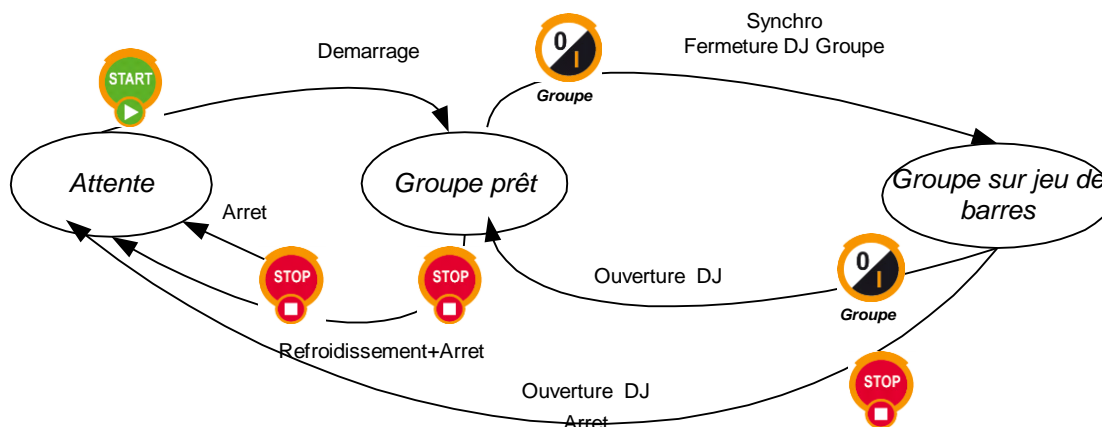 Synchro
Fermeture DJ Groupe
Demarrage
0
I
Groupe
START
Attente
Groupe prêt
Groupe sur jeu de
barres
Arret
STOP
STOP
Ouverture DJ
0
I
Groupe
Refroidissement+Arret
STOP
Ouverture DJ
Arret